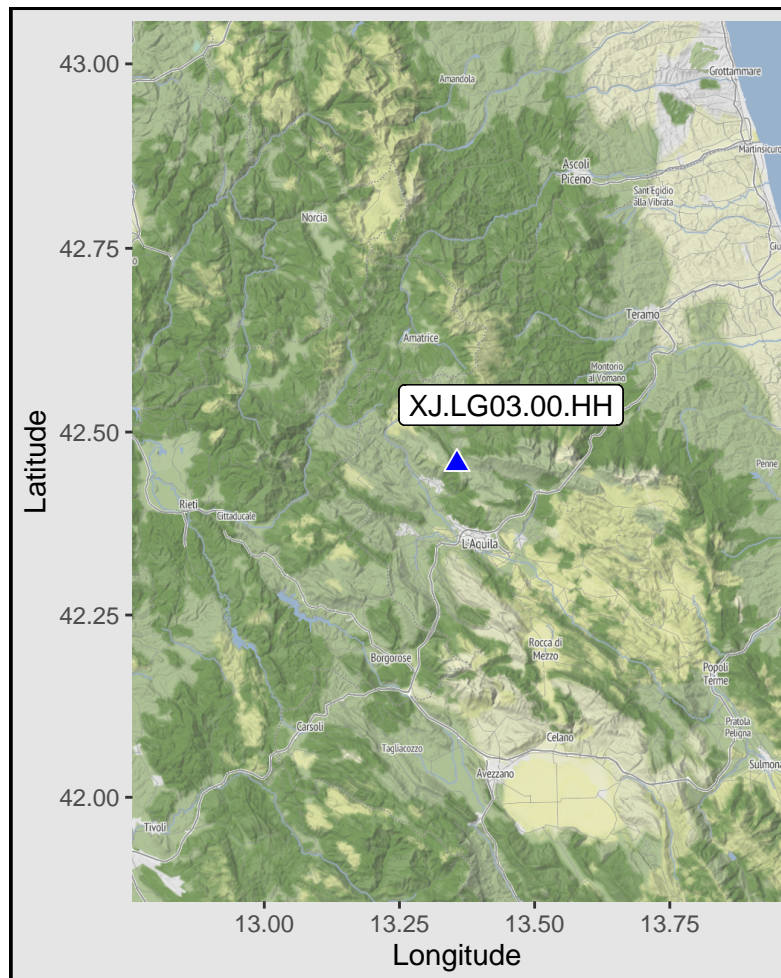 43.00
42.75
42.50
42.25
42.00
Latitude
Grottammare
Amandola
Martinsicuro
Ascoli
Piceno
Sant'Egidio
alla Vibrata
Norcia
Giu
o
Teramo
Amatrice
Montorio
al Vomano
XJ.LG03.00.HH
Penne
Rieti
Cittaducale
L'Aquila
Rocca di
Mezzo
Borgorose
Popoli
Terme
Pratola
Peligna
Carsoli
Celano
Tagliacozzo
Sulmona
Avezzano
Tivoli
13.00
13.25
13.50
13.75
Longitude